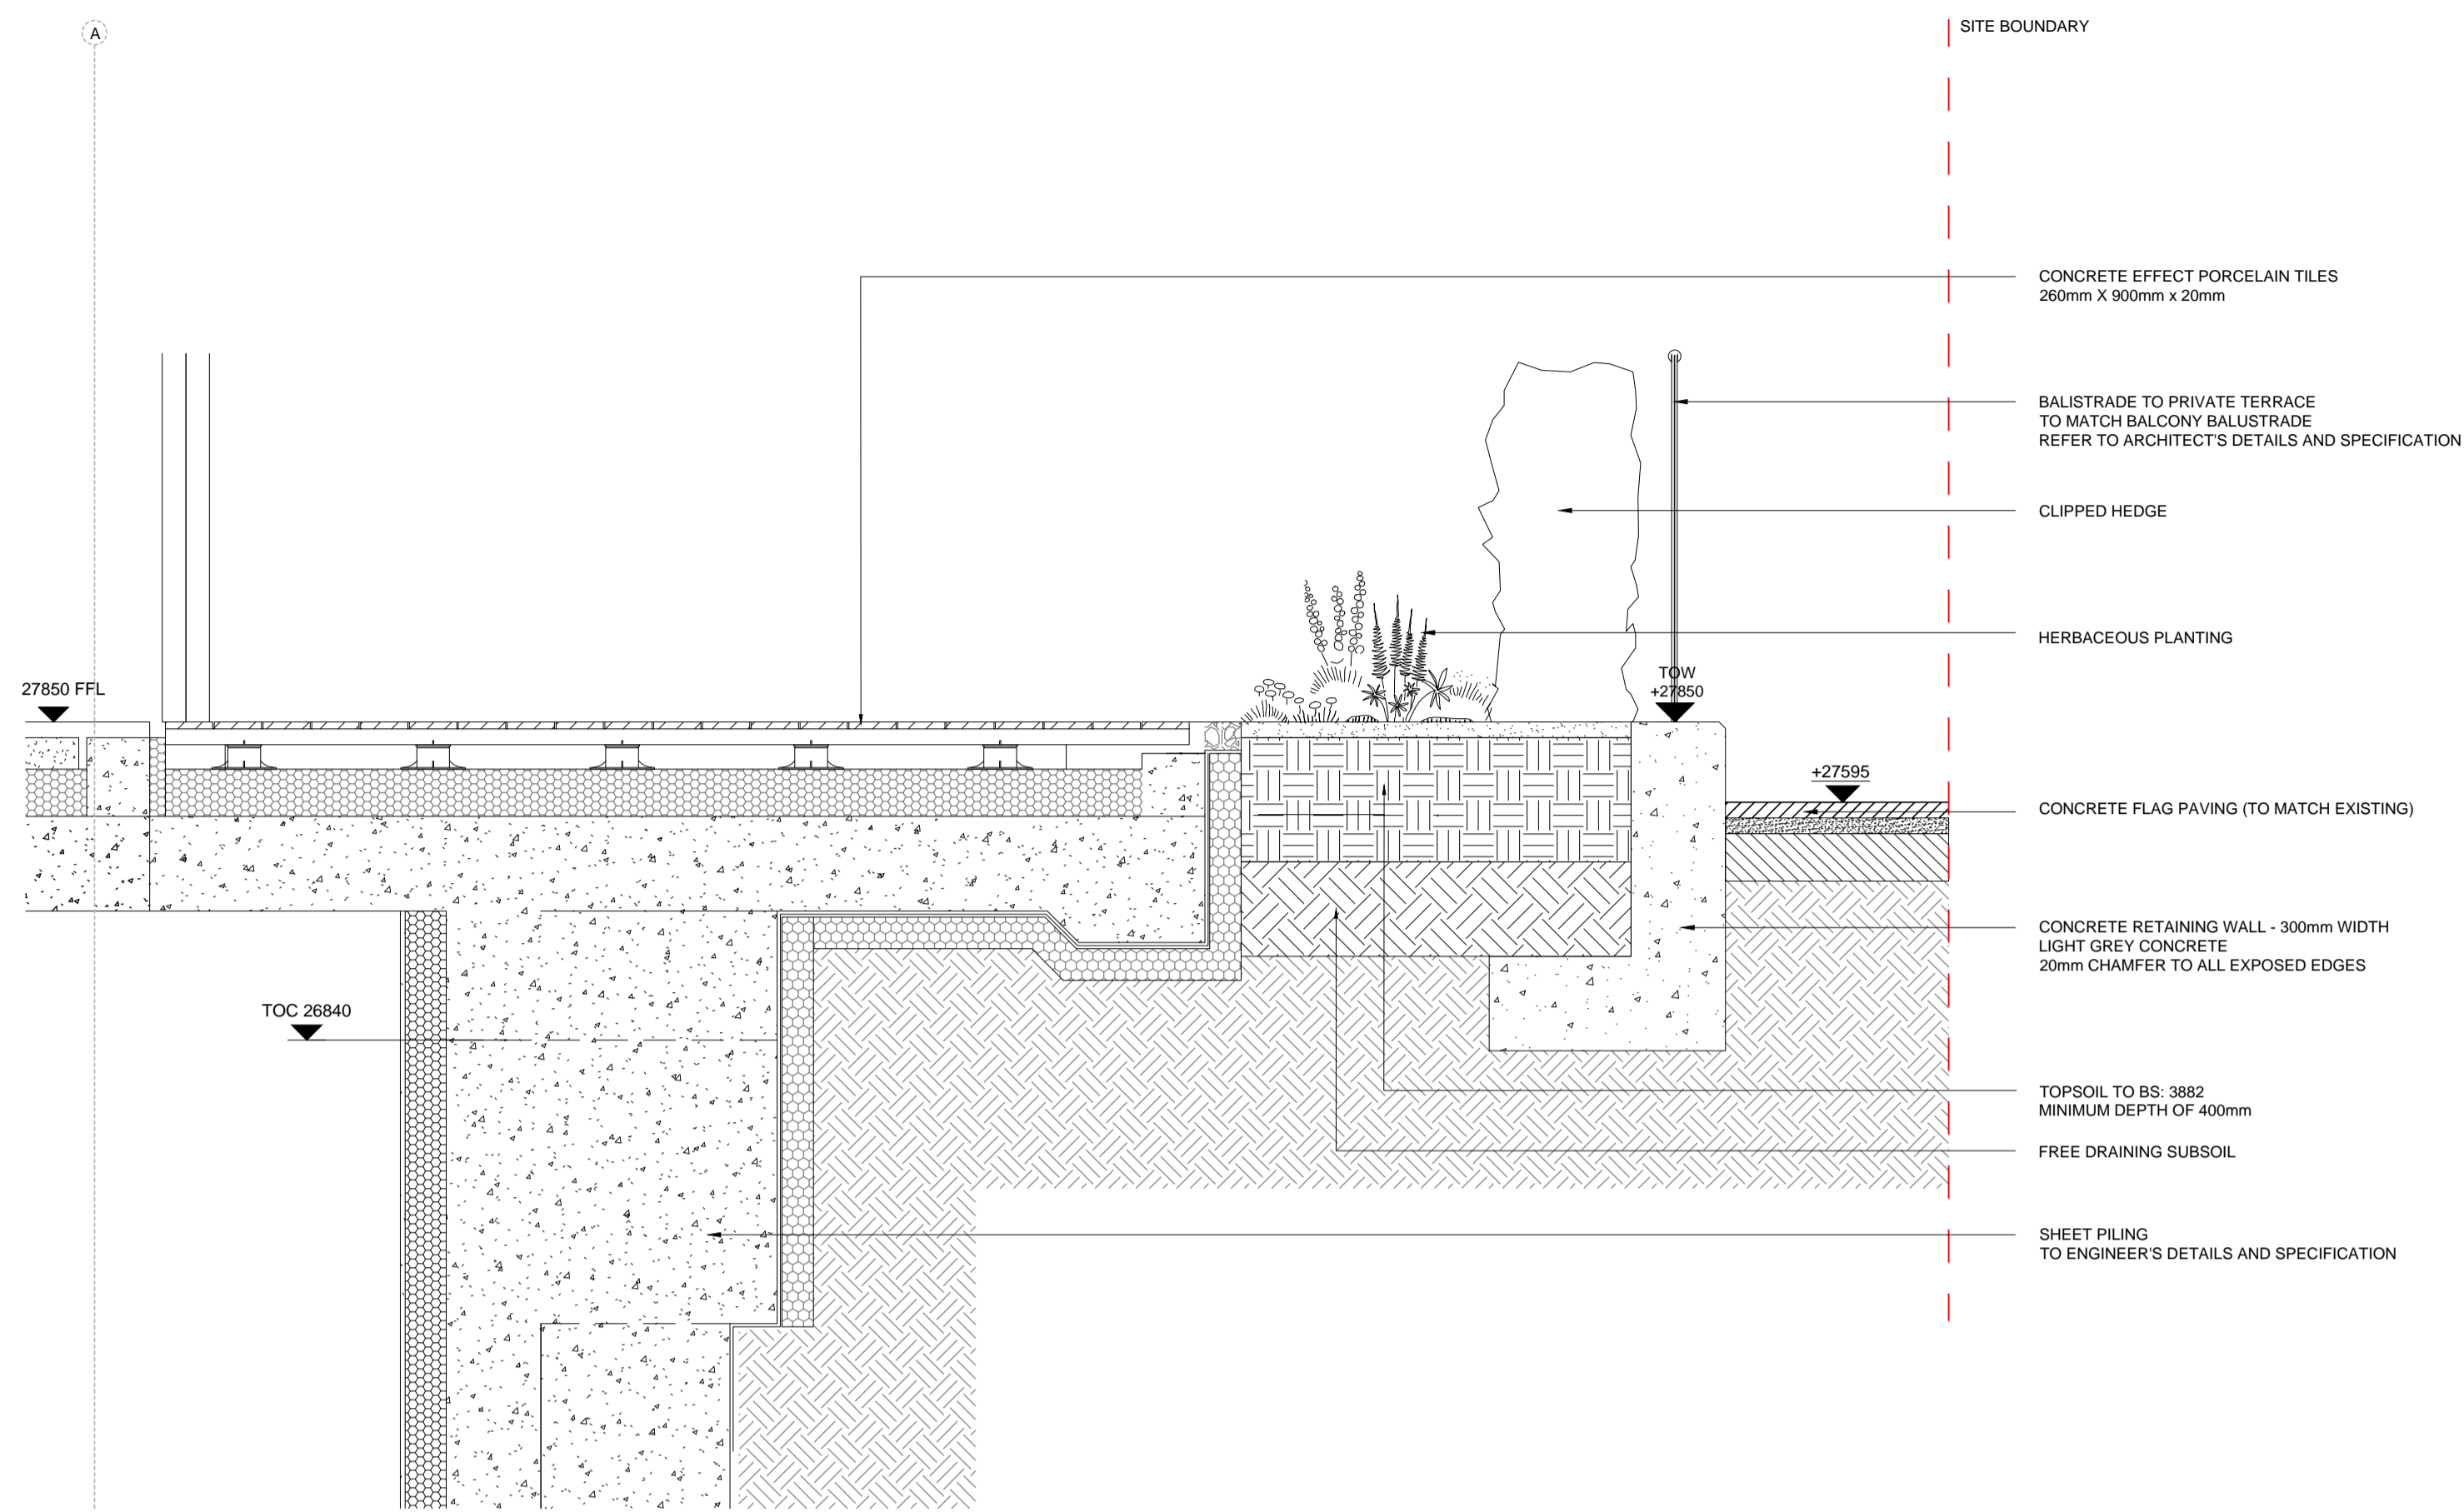 A
SITE BOUNDARY
CONCRETE EFFECT PORCELAIN TILES
260mm X 900mm x 20mm
BALISTRADE TO PRIVATE TERRACE
TO MATCH BALCONY BALUSTRADE
REFER TO ARCHITECT'S DETAILS AND SPECIFICATION
CLIPPED HEDGE
HERBACEOUS PLANTING
27850 FFL
TOW
+27850
+27595
CONCRETE FLAG PAVING (TO MATCH EXISTING)
CONCRETE RETAINING WALL - 300mm WIDTH
LIGHT GREY CONCRETE
20mm CHAMFER TO ALL EXPOSED EDGES
TOC 26840
TOPSOIL TO BS: 3882
MINIMUM DEPTH OF 400mm
FREE DRAINING SUBSOIL
SHEET PILING
TO ENGINEER'S DETAILS AND SPECIFICATION